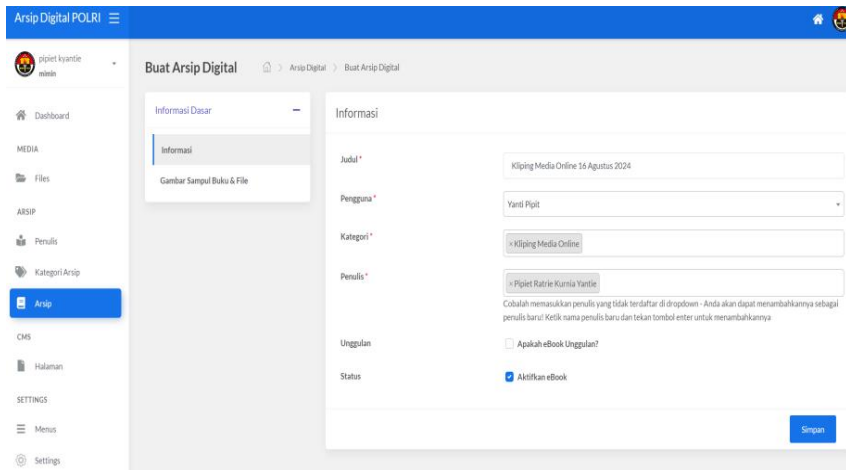 Arsip Digital POLRI
pipiet kyantie
mimin
Dashboard
MEDIA
Files
ARSIP
Penulis
Kategori Arsip
Arsip
CMS
Halaman
SETTINGS
Menus
Settings
Buat Arsip Digital
Arsip Digital > Buat Arsip Digital
Informasi Dasar
Informasi
Gambar Sampul Buku & File
Informasi
Judul *
Kliping Media Online 16 Agustus 2024
Pengguna *
Yanti Pipit
Kategori *
×Kliping Media Online
Penulis *
×Pipiet Ratrie Kurnia Yantie
Cobalah memasukkan penulis yang tidak terdaftar di dropdown - Anda akan dapat menambahkannya sebagai
penulis baru! Ketik nama penulis baru dan tekan tombol enter untuk menambahkannya
Unggulan
Apakah eBook Unggulan?
Status
Aktifkan eBook
Simpan